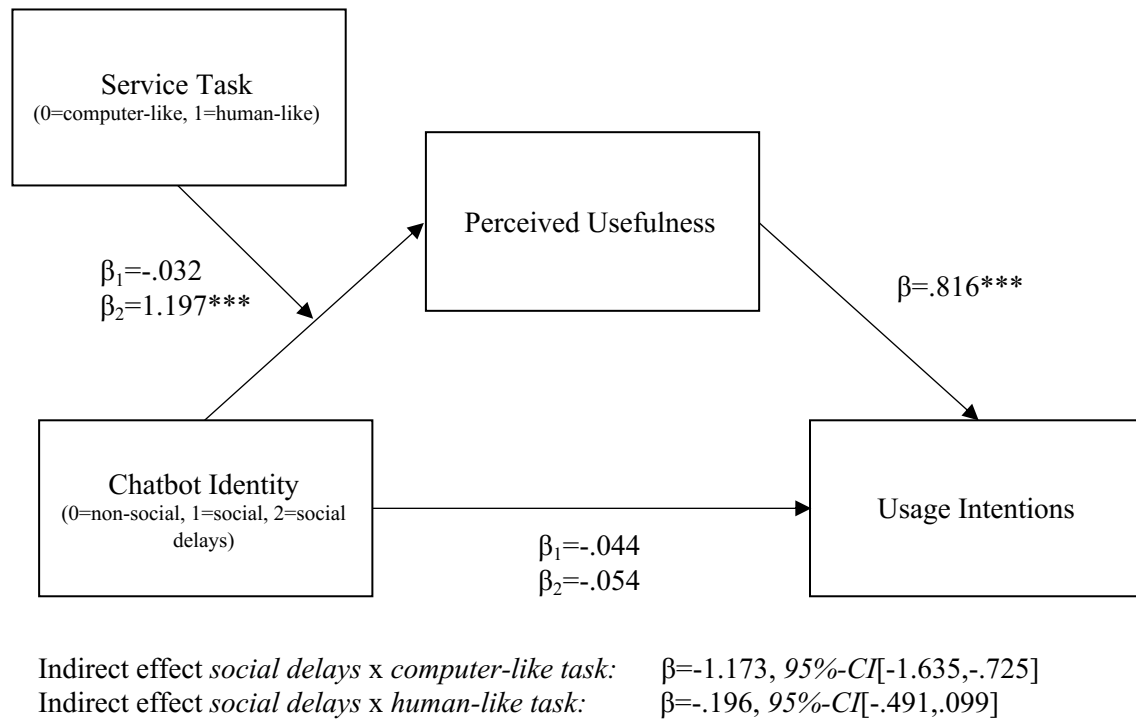 Service Task
(0=computer-like, 1=human-like)
Perceived Usefulness
β₁=-.032
β₂=1.197***
β=.816***
Chatbot Identity
(0=non-social, 1=social, 2=social
delays)
Usage Intentions
β₁=-.044
β₂=-.054
Indirect effect social delays x computer-like task: β=-1.173, 95%-CI[-1.635,-.725]
Indirect effect social delays x human-like task: β=-.196, 95%-CI[-.491,.099]